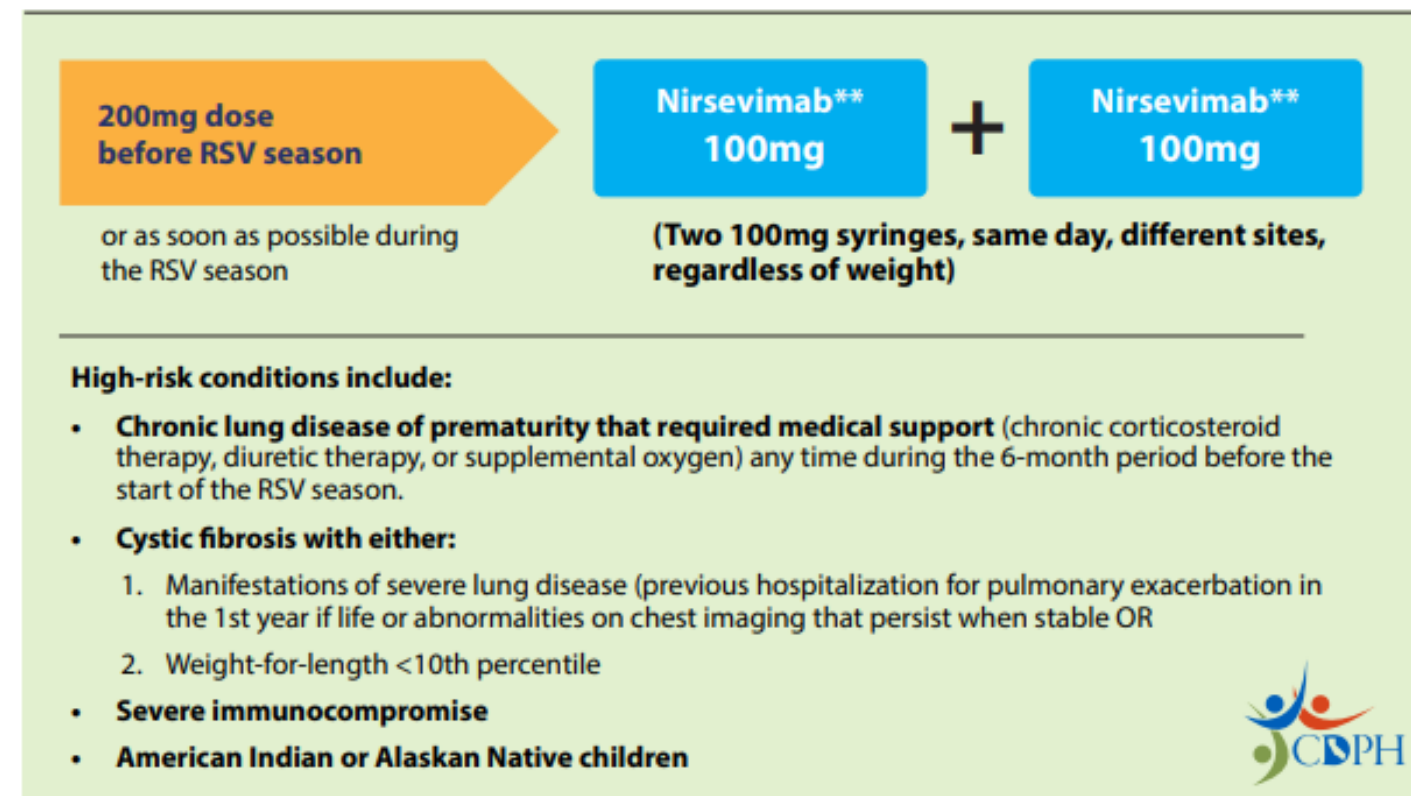 200mg dose
before RSV season
or as soon as possible during
the RSV season
Nirsevimab**
100mg
+
Nirsevimab**
100mg
(Two 100mg syringes, same day, different sites,
regardless of weight)
High-risk conditions include:
• Chronic lung disease of prematurity that required medical support (chronic corticosteroid
therapy, diuretic therapy, or supplemental oxygen) any time during the 6-month period before the
start of the RSV season.
• Cystic fibrosis with either:
1. Manifestations of severe lung disease (previous hospitalization for pulmonary exacerbation in
the 1st year if life or abnormalities on chest imaging that persist when stable OR
2. Weight-for-length <10th percentile
• Severe immunocompromise
• American Indian or Alaskan Native children
CDPH